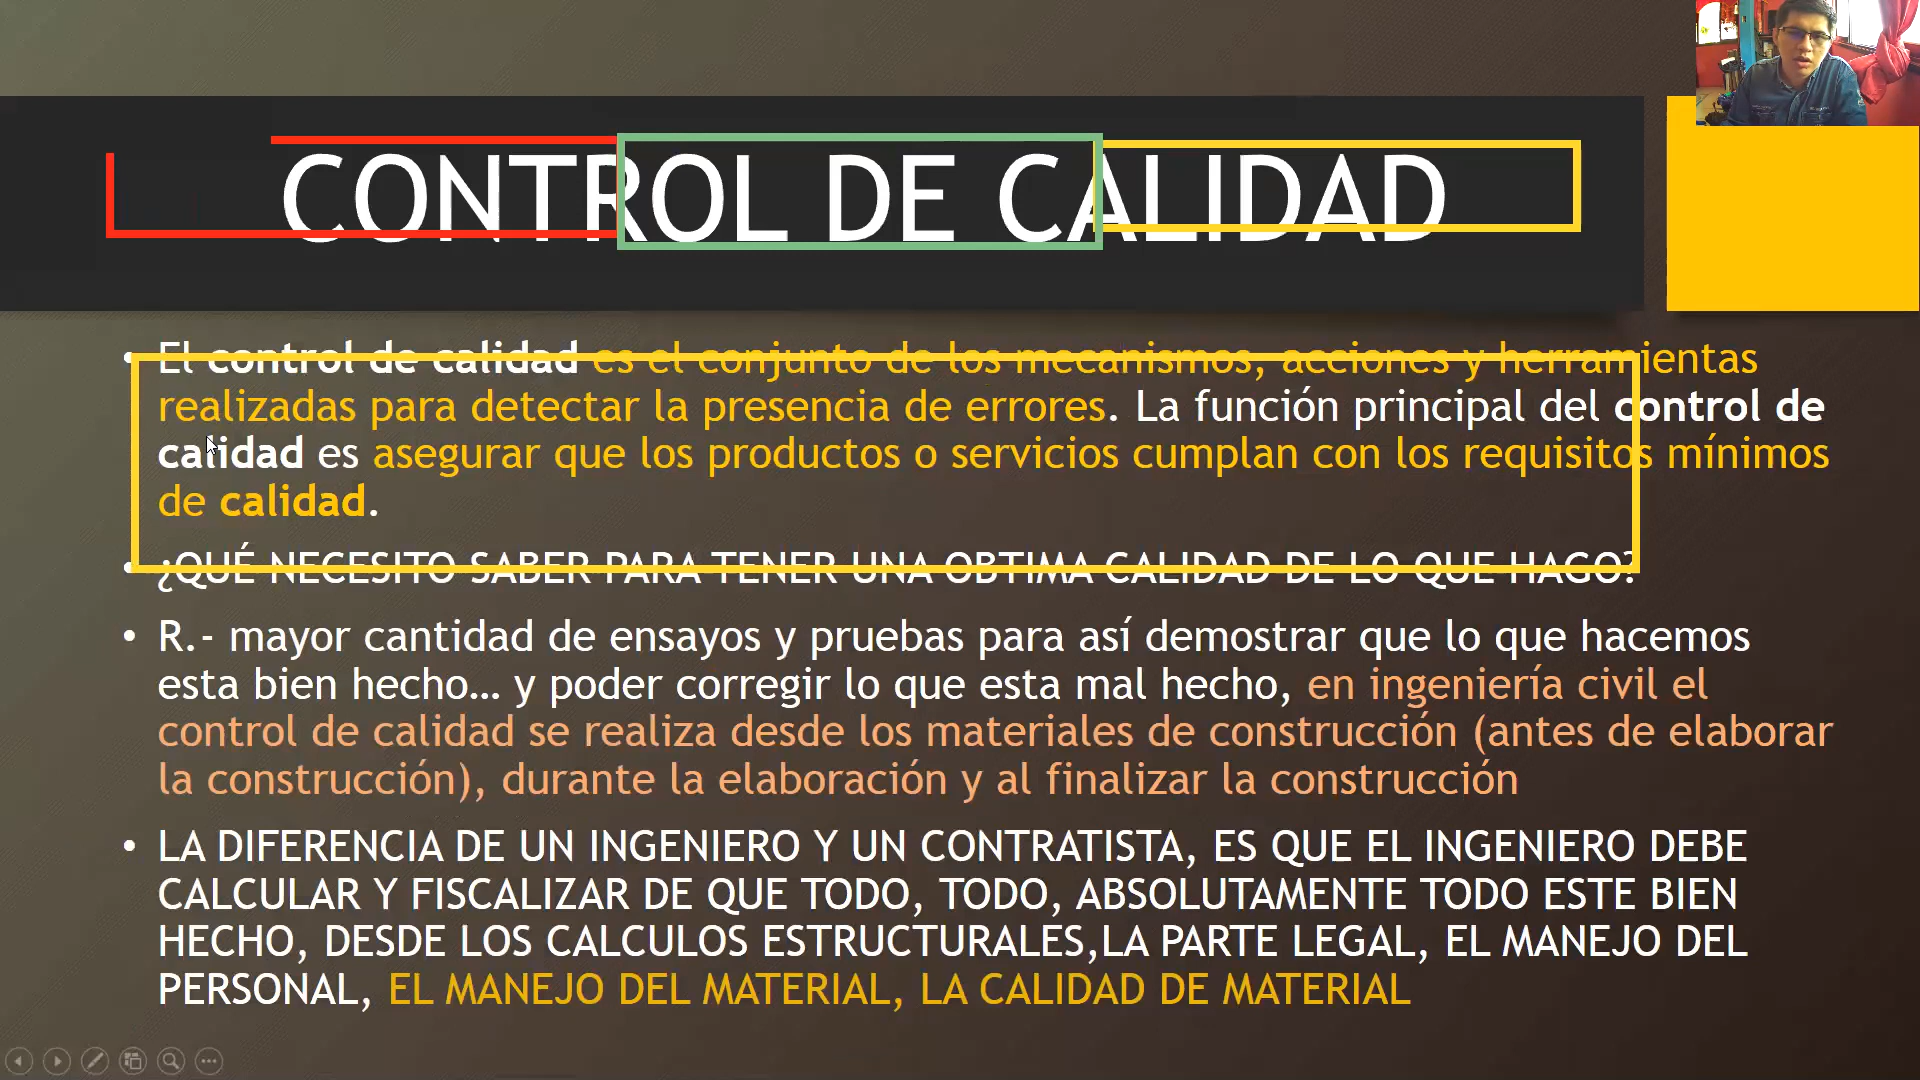 CONTROL DE CALIDAD
• El control de calidad es el conjunto de los mecanismos, acciones y herramientas
realizadas para detectar la presencia de errores. La función principal del control de
calidad es asegurar que los productos o servicios cumplan con los requisitos mínimos
de calidad.
• ¿QUÉ NECESITO SABER PARA TENER UNA OBTIMA CALIDAD DE LO QUE HAGO?
• R.- mayor cantidad de ensayos y pruebas para así demostrar que lo que hacemos
esta bien hecho... y poder corregir lo que esta mal hecho, en ingeniería civil el
control de calidad se realiza desde los materiales de construcción (antes de elaborar
la construcción), durante la elaboración y al finalizar la construcción
• LA DIFERENCIA DE UN INGENIERO Y UN CONTRATISTA, ES QUE EL INGENIERO DEBE
CALCULAR Y FISCALIZAR DE QUE TODO, TODO, ABSOLUTAMENTE TODO ESTE BIEN
HECHO, DESDE LOS CALCULOS ESTRUCTURALES,LA PARTE LEGAL, EL MANEJO DEL
PERSONAL, EL MANEJO DEL MATERIAL, LA CALIDAD DE MATERIAL